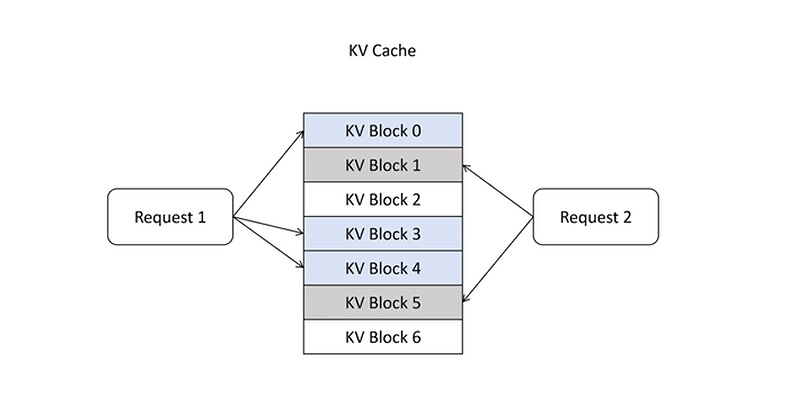 KV Cache
KV Block 0
KV Block 1
KV Block 2
Request 1
Request 2
KV Block 3
KV Block 4
KV Block 5
KV Block 6